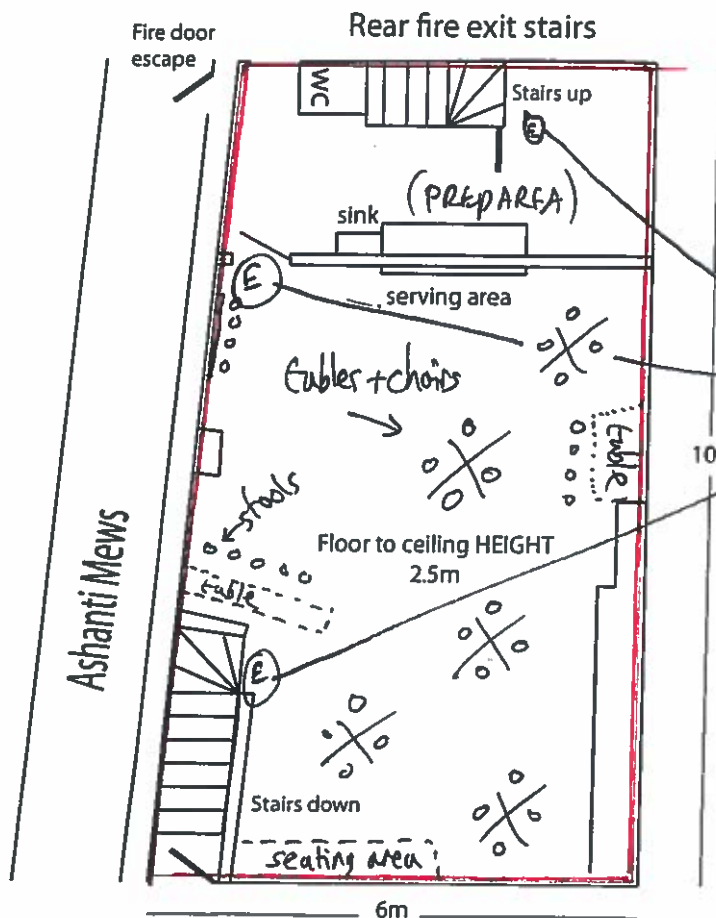 Rear fire exit stairs
Fire door
escape
WC
Stairs up
E
(PREP AREA)
sink
E
serving area
tables + chairs
table
10
stools
Floor to ceiling HEIGHT
2.5m
table
Ashanti Mews
E
Stairs down
seating area
6m